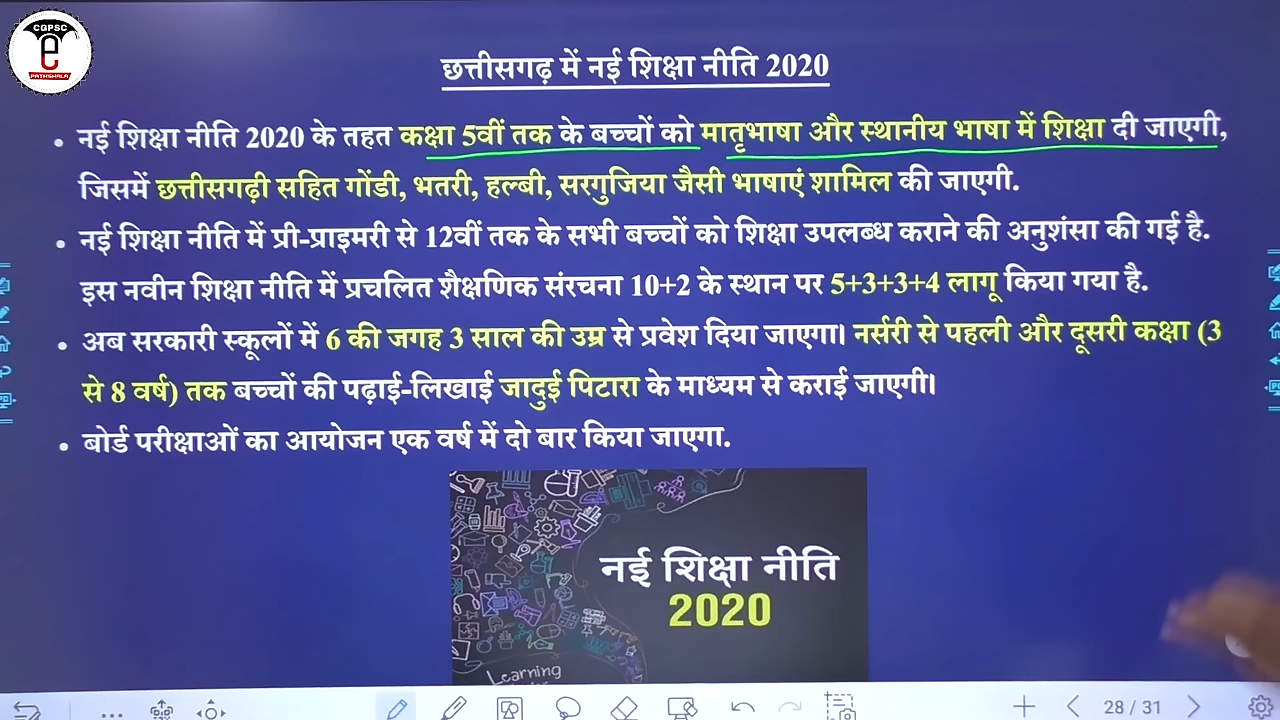 CGPSC
e
PATHSHALA
छत्तीसगढ़ में नई शिक्षा नीति 2020
• नई शिक्षा नीति 2020 के तहत कक्षा 5वीं तक के बच्चों को मातृभाषा और स्थानीय भाषा में शिक्षा दी जाएगी,
जिसमें छत्तीसगढ़ी सहित गोंडी, भतरी, हल्बी, सरगुजिया जैसी भाषाएं शामिल की जाएगी.
• नई शिक्षा नीति में प्री-प्राइमरी से 12वीं तक के सभी बच्चों को शिक्षा उपलब्ध कराने की अनुशंसा की गई है.
इस नवीन शिक्षा नीति में प्रचलित शैक्षणिक संरचना 10+2 के स्थान पर 5+3+3+4 लागू किया गया है.
• अब सरकारी स्कूलों में 6 की जगह 3 साल की उम्र से प्रवेश दिया जाएगा। नर्सरी से पहली और दूसरी कक्षा (3
से 8 वर्ष) तक बच्चों की पढ़ाई-लिखाई जादुई पिटारा के माध्यम से कराई जाएगी।
• बोर्ड परीक्षाओं का आयोजन एक वर्ष में दो बार किया जाएगा.
नई शिक्षा नीति
2020
Learning
28 / 31